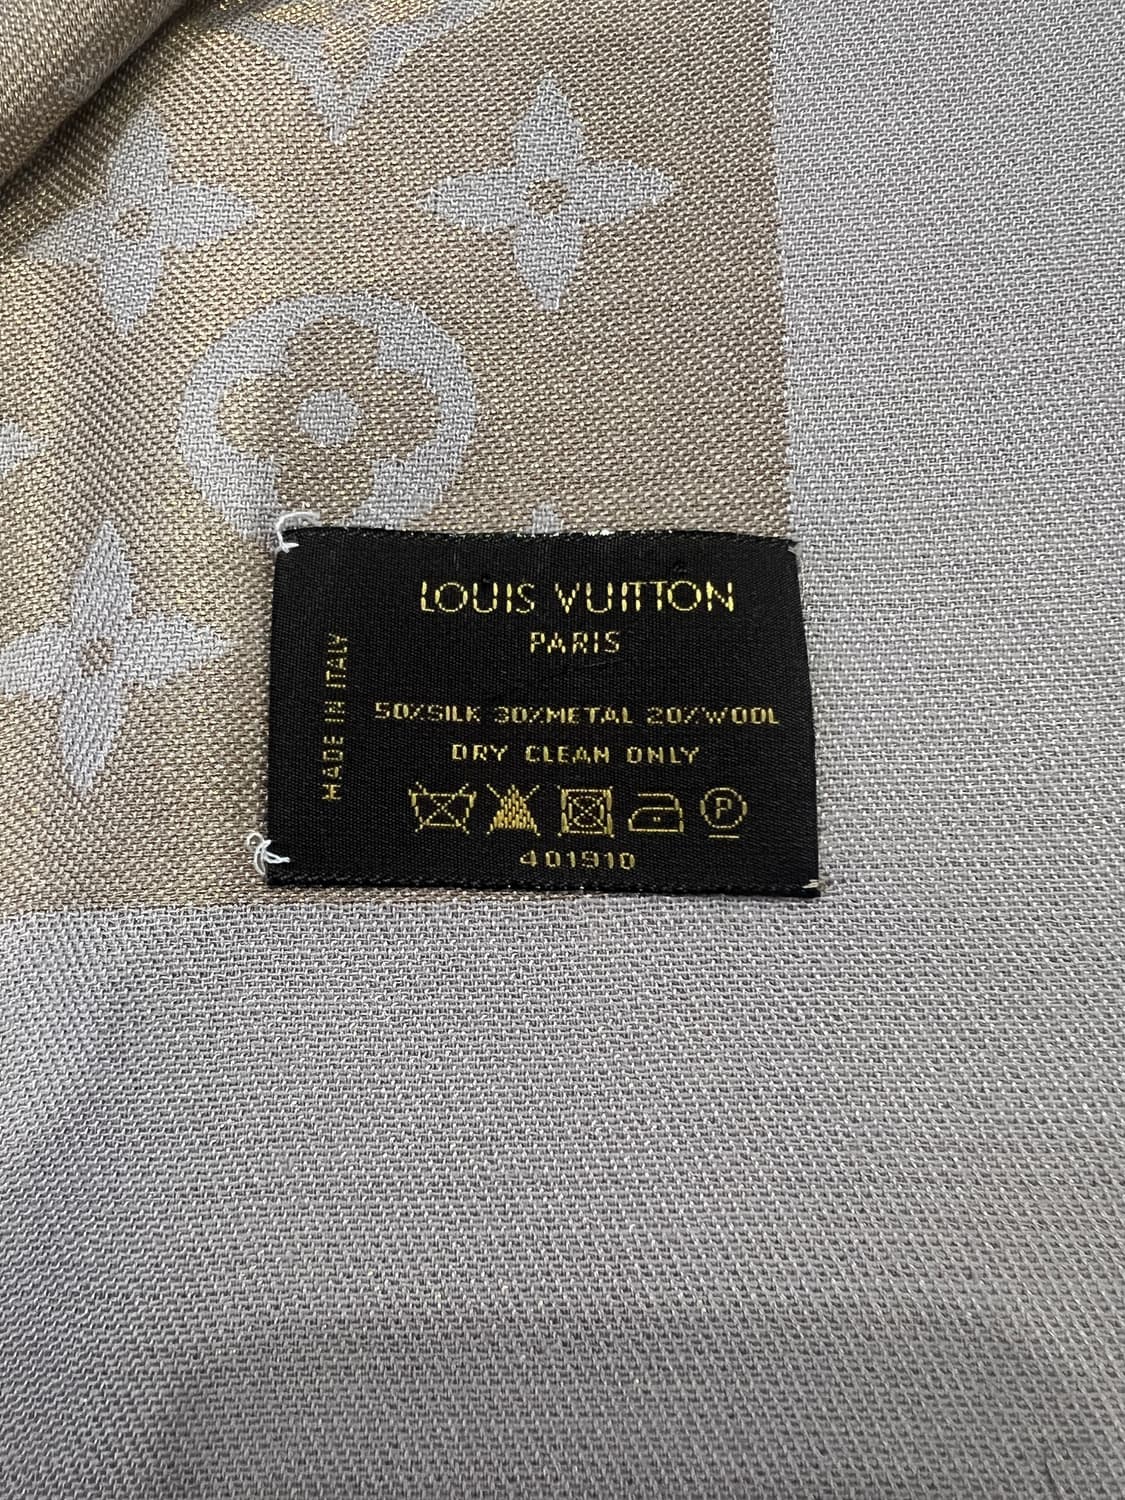 LOUIS VUITTON
PARIS
MADE IN ITALY
50%SILK 30%METAL 20%WOOL
DRY CLEAN ONLY
P
401910